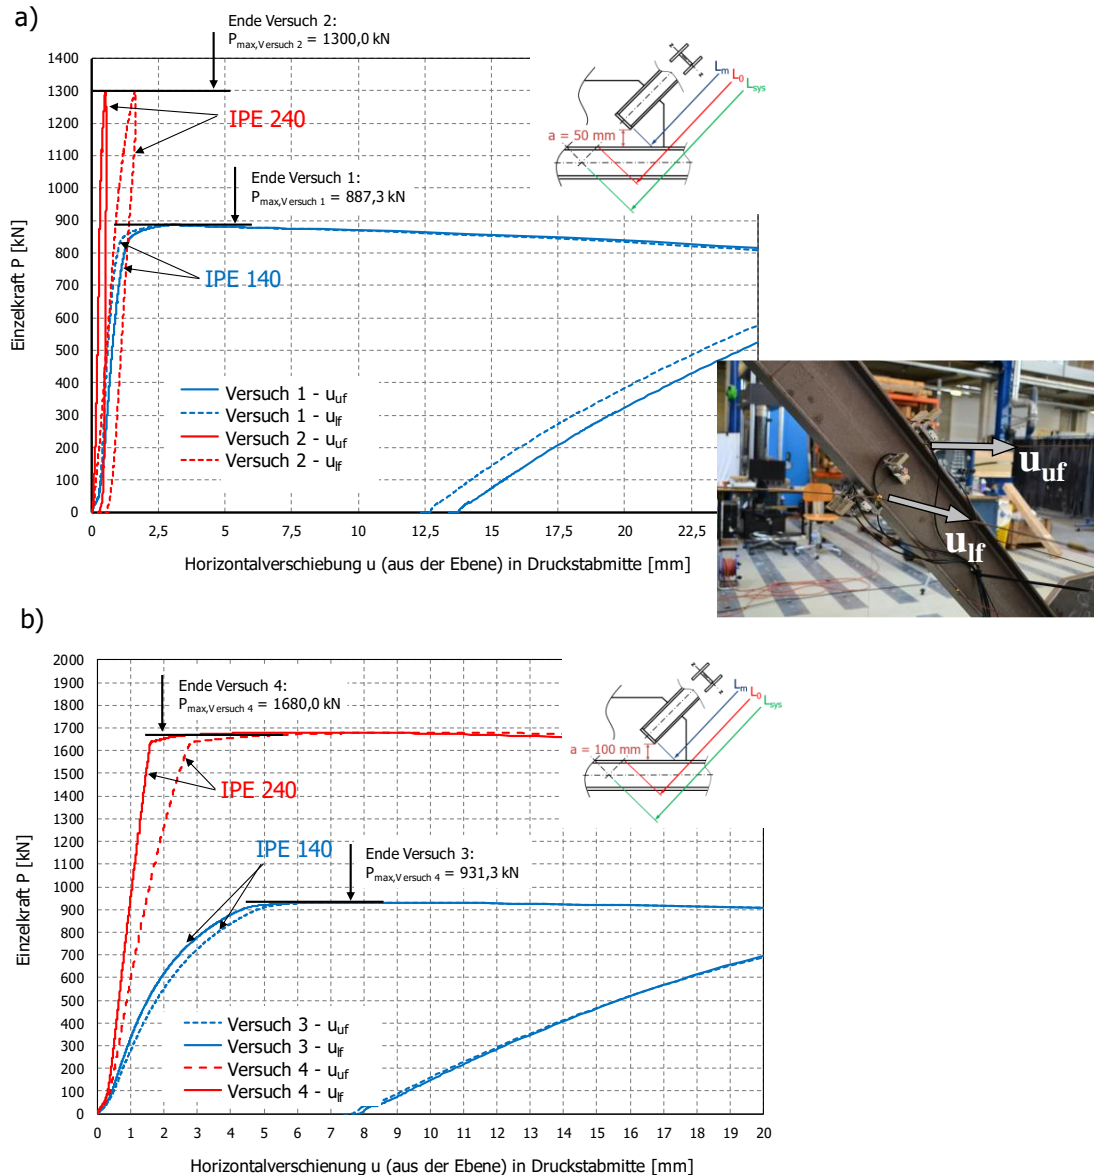 a)
Ende Versuch 2:
Pmax,Versuch 2 = 1300,0 kN
1400
1300
1200
1100
1000
900
800
700
600
500
400
300
200
100
0
Einzelkraft P [kN]
IPE 240
Ende Versuch 1:
Pmax,Versuch 1 = 887,3 kN
IPE 140
Lm
L0
Lsys
a = 50 mm
Versuch 1 - uuf
Versuch 1 - ulf
Versuch 2 - uuf
Versuch 2 - ulf
0 2,5 5 7,5 10 12,5 15 17,5 20 22,5
Horizontalverschiebung u (aus der Ebene) in Druckstabmitte [mm]
uuf
ulf
b)
2000
1900
1800
1700
1600
1500
1400
1300
1200
1100
1000
900
800
700
600
500
400
300
200
100
0
Einzelkraft P [kN]
Ende Versuch 4:
Pmax,Versuch 4 = 1680,0 kN
IPE 240
IPE 140
Ende Versuch 3:
Pmax,Versuch 4 = 931,3 kN
Lm
L0
Lsys
a = 100 mm
Versuch 3 - uuf
Versuch 3 - ulf
Versuch 4 - uuf
Versuch 4 - ulf
0 1 2 3 4 5 6 7 8 9 10 11 12 13 14 15 16 17 18 19 20
Horizontalverschienung u (aus der Ebene) in Druckstabmitte [mm]